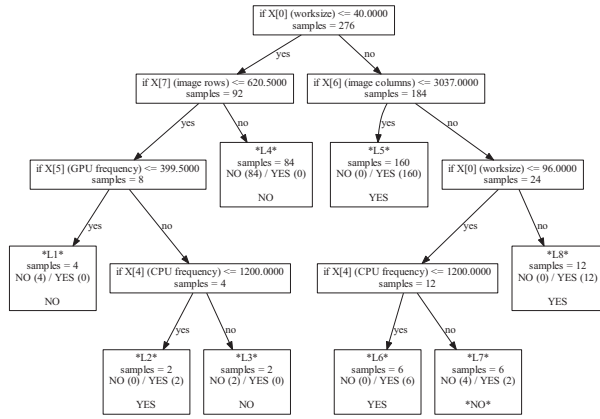 if X[0] (worksize) <= 40.0000
samples = 276
yes
no
if X[7] (image rows) <= 620.5000
samples = 92
if X[6] (image columns) <= 3037.0000
samples = 184
yes
no
yes
no
if X[5] (GPU frequency) <= 399.5000
samples = 8
*L4*
samples = 84
NO (84) / YES (0)
NO
*L5*
samples = 160
NO (0) / YES (160)
YES
if X[0] (worksize) <= 96.0000
samples = 24
yes
no
yes
no
*L1*
samples = 4
NO (4) / YES (0)
NO
if X[4] (CPU frequency) <= 1200.0000
samples = 4
if X[4] (CPU frequency) <= 1200.0000
samples = 12
*L8*
samples = 12
NO (0) / YES (12)
YES
yes
no
yes
no
*L2*
samples = 2
NO (0) / YES (2)
YES
*L3*
samples = 2
NO (2) / YES (0)
NO
*L6*
samples = 6
NO (0) / YES (6)
YES
*L7*
samples = 6
NO (4) / YES (2)
*NO*